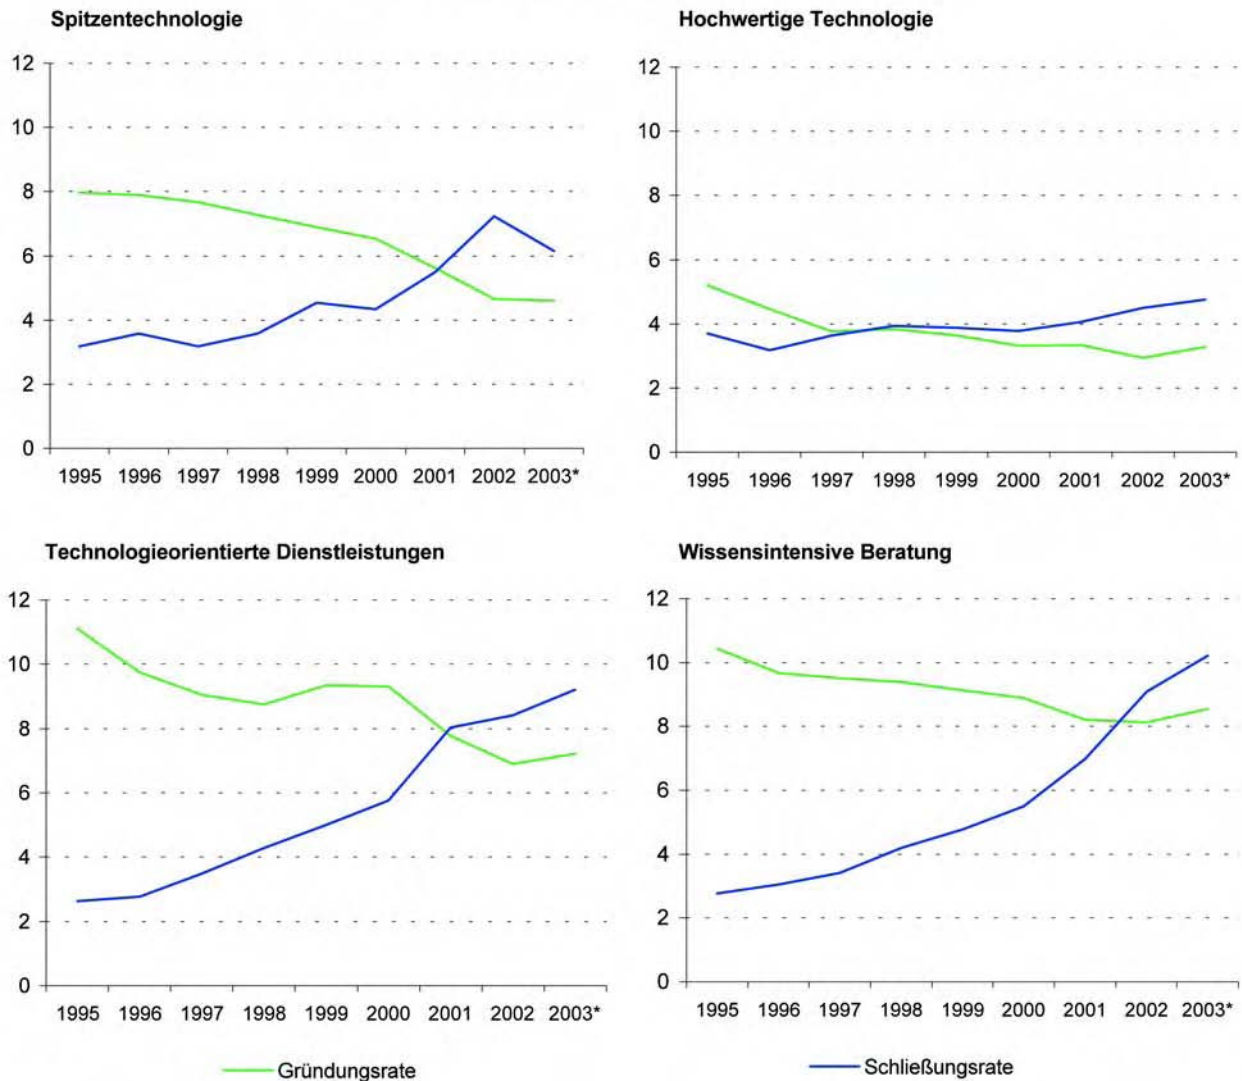 Spitzentechnologie
12
10
8
6
4
2
0
1995 1996 1997 1998 1999 2000 2001 2002 2003*
Hochwertige Technologie
12
10
8
6
4
2
0
1995 1996 1997 1998 1999 2000 2001 2002 2003*
Technologieorientierte Dienstleistungen
12
10
8
6
4
2
0
1995 1996 1997 1998 1999 2000 2001 2002 2003*
Wissensintensive Beratung
12
10
8
6
4
2
0
1995 1996 1997 1998 1999 2000 2001 2002 2003*
Gründungsrate
Schließungsrate